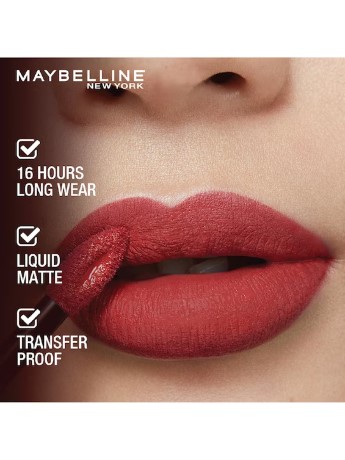 MAYBELLINE
NEW YORK
16 HOURS
LONG WEAR
LIQUID
MATTE
TRANSFER
PROOF